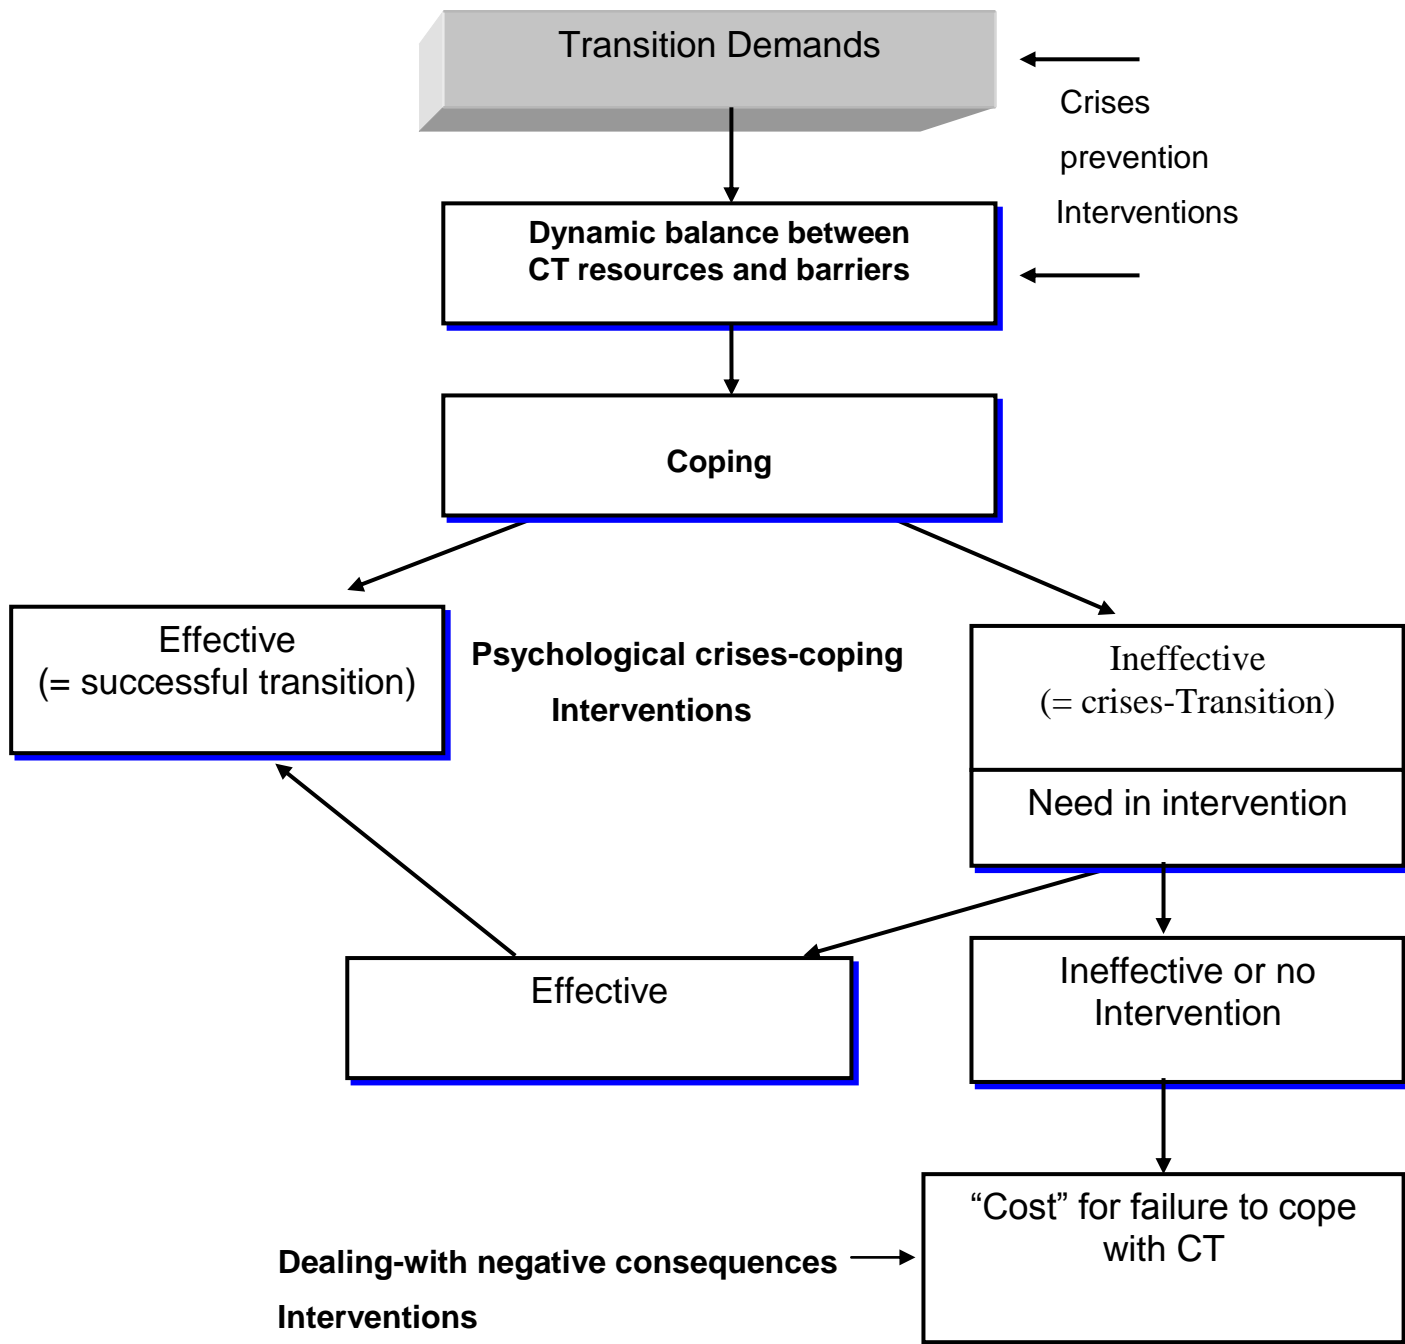 Transition Demands
Crises
prevention
Interventions
Dynamic balance between
CT resources and barriers
Coping
Effective
(= successful transition)
Psychological crises-coping
Interventions
Ineffective
(= crises-Transition)
Need in intervention
Effective
Ineffective or no
Intervention
“Cost” for failure to cope
with CT
Dealing-with negative consequences
Interventions